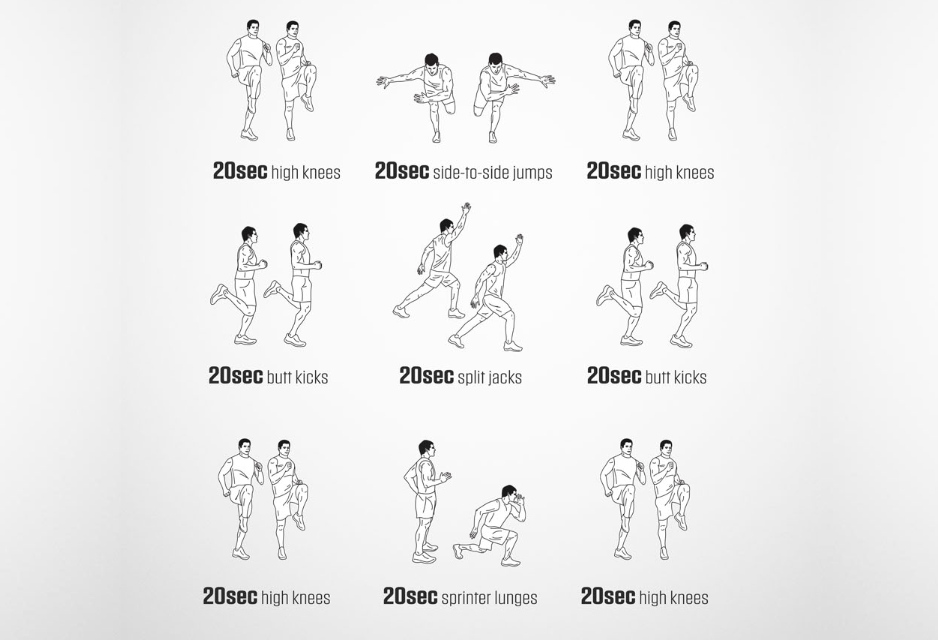 20sec high knees
20sec side-to-side jumps
20sec high knees
20sec butt kicks
20sec split jacks
20sec butt kicks
20sec high knees
20sec sprinter lunges
20sec high knees